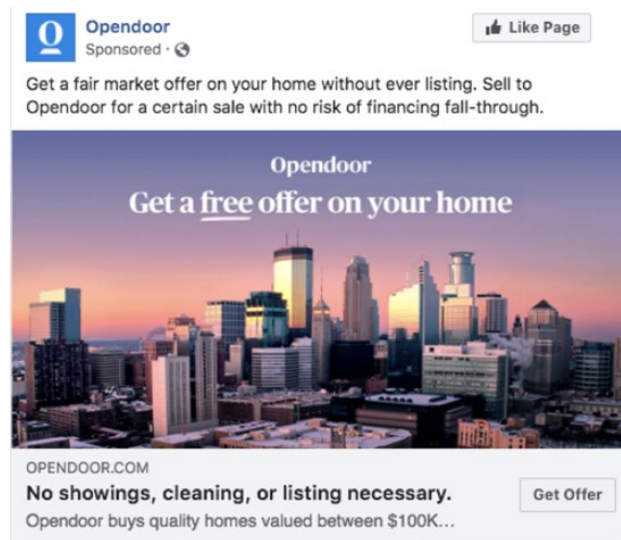 Opendoor
Like Page
Sponsored ·
Get a fair market offer on your home without ever listing. Sell to
Opendoor for a certain sale with no risk of financing fall-through.
Opendoor
Get a free offer on your home
OPENDOOR.COM
No showings, cleaning, or listing necessary.
Get Offer
Opendoor buys quality homes valued between $100K...